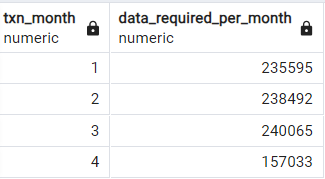 txn_month data_required_per_month
numeric numeric
1 235595
2 238492
3 240065
4 157033